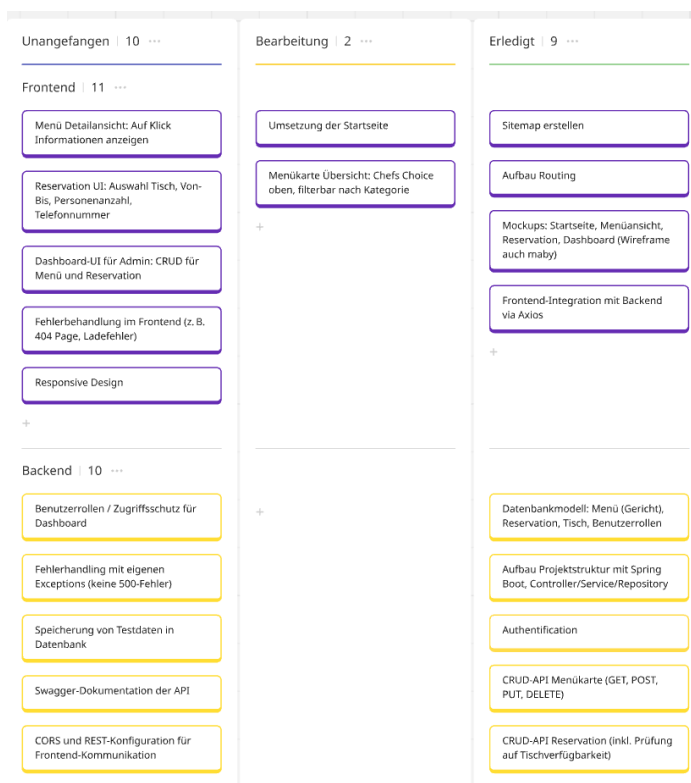 Unangefangen 10 ...
Bearbeitung 2 ...
Erledigt 9 ...
Frontend 11 ...
Menü Detailansicht: Auf Klick
Informationen anzeigen
Reservation UI: Auswahl Tisch, Von-
Bis, Personenanzahl,
Telefonnummer
Dashboard-UI für Admin: CRUD für
Menü und Reservation
Fehlerbehandlung im Frontend (z. B.
404 Page, Ladefehler)
Responsive Design
+
Umsetzung der Startseite
Menükarte Übersicht: Chefs Choice
oben, filterbar nach Kategorie
+
Sitemap erstellen
Aufbau Routing
Mockups: Startseite, Menüansicht,
Reservation, Dashboard (Wireframe
auch maby)
Frontend-Integration mit Backend
via Axios
+
Backend 10 ...
Benutzerrollen / Zugriffsschutz für
Dashboard
Fehlerhandling mit eigenen
Exceptions (keine 500-Fehler)
Speicherung von Testdaten in
Datenbank
Swagger-Dokumentation der API
CORS und REST-Konfiguration für
Frontend-Kommunikation
+
Datenbankmodell: Menü (Gericht),
Reservation, Tisch, Benutzerrollen
Aufbau Projektstruktur mit Spring
Boot, Controller/Service/Repository
Authentification
CRUD-API Menükarte (GET, POST,
PUT, DELETE)
CRUD-API Reservation (inkl. Prüfung
auf Tischverfügbarkeit)